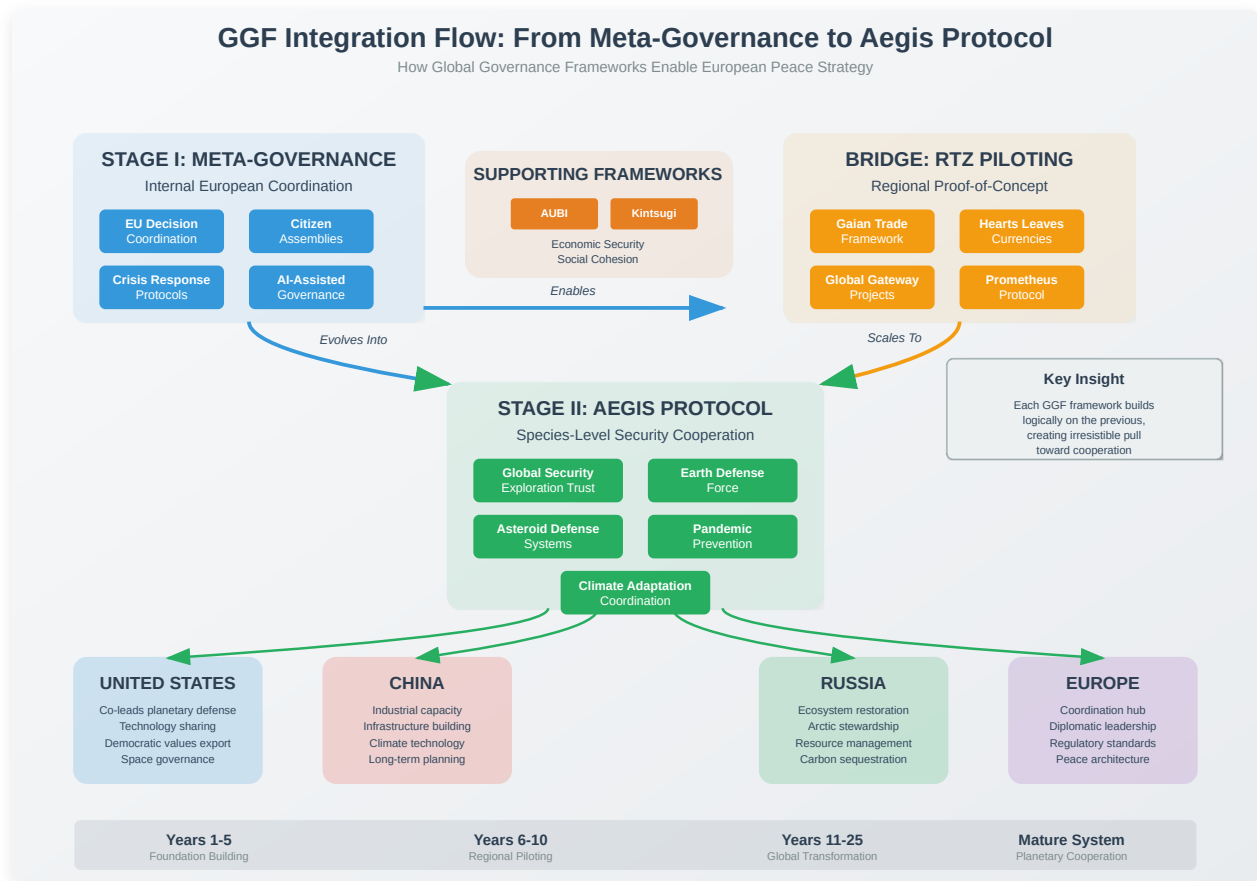 GGF Integration Flow: From Meta-Governance to Aegis Protocol
How Global Governance Frameworks Enable European Peace Strategy
STAGE I: META-GOVERNANCE
Internal European Coordination
EU Decision
Coordination
Citizen
Assemblies
Crisis Response
Protocols
AI-Assisted
Governance
SUPPORTING FRAMEWORKS
AUBI
Kintsugi
Economic Security
Social Cohesion
Enables
BRIDGE: RTZ PILOTING
Regional Proof-of-Concept
Gaian Trade
Framework
Hearts Leaves
Currencies
Global Gateway
Projects
Prometheus
Protocol
Evolves Into
Scales To
Key Insight
Each GGF framework builds
logically on the previous,
creating irresistible pull
toward cooperation
STAGE II: AEGIS PROTOCOL
Species-Level Security Cooperation
Global Security
Exploration Trust
Earth Defense
Force
Asteroid Defense
Systems
Pandemic
Prevention
Climate Adaptation
Coordination
UNITED STATES
Co-leads planetary defense
Technology sharing
Democratic values export
Space governance
CHINA
Industrial capacity
Infrastructure building
Climate technology
Long-term planning
RUSSIA
Ecosystem restoration
Arctic stewardship
Resource management
Carbon sequestration
EUROPE
Coordination hub
Diplomatic leadership
Regulatory standards
Peace architecture
Years 1-5
Foundation Building
Years 6-10
Regional Piloting
Years 11-25
Global Transformation
Mature System
Planetary Cooperation